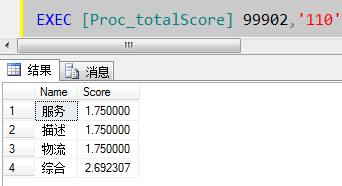 EXEC [Proc_totalScore] 99902,'110'
结果 消息
Name Score
1 服务 1.750000
2 描述 1.750000
3 物流 1.750000
4 综合 2.692307